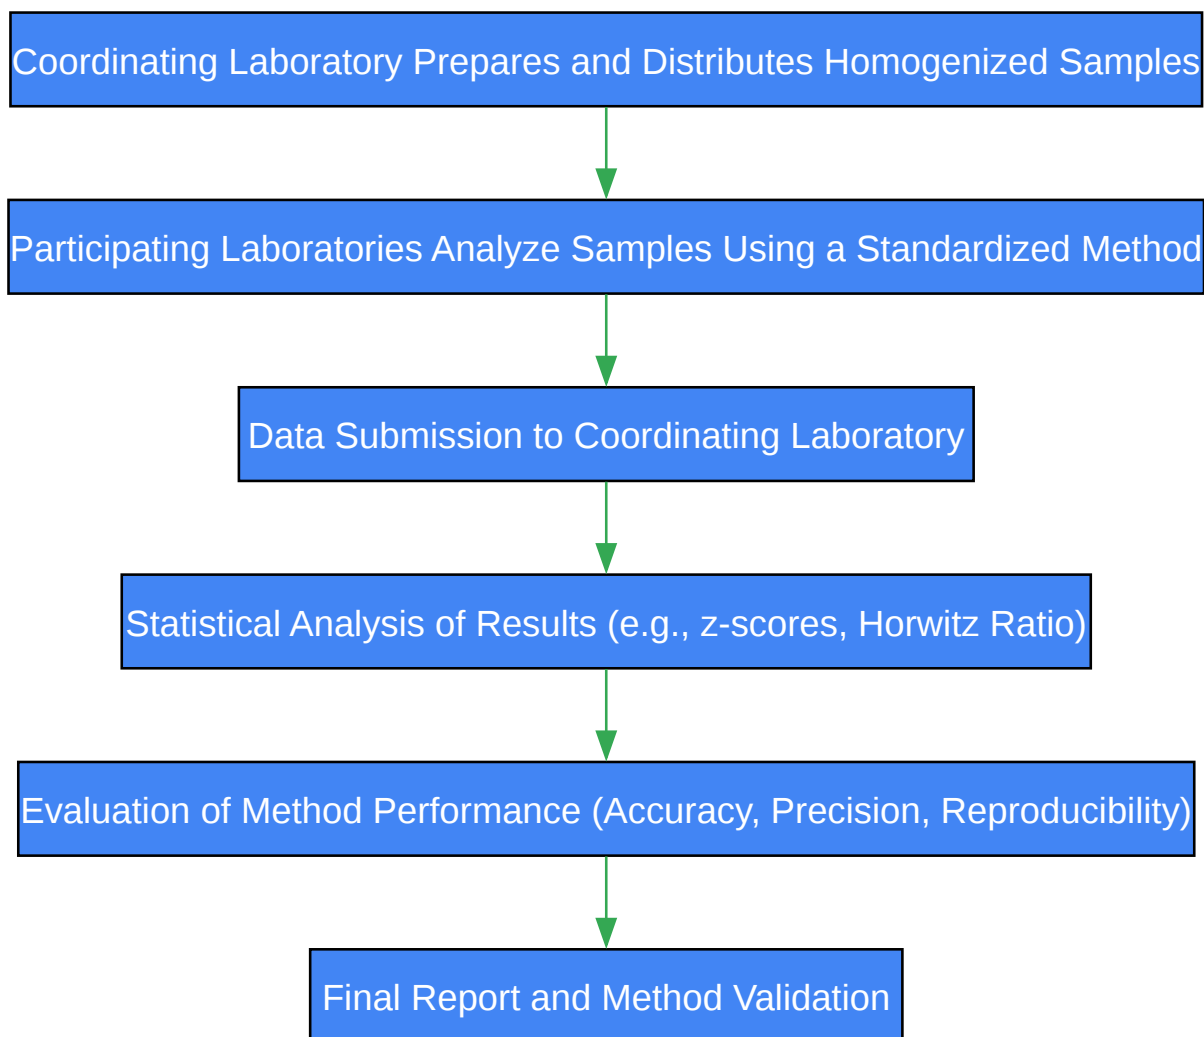 Coordinating Laboratory Prepares and Distributes Homogenized Samples
Participating Laboratories Analyze Samples Using a Standardized Method
Data Submission to Coordinating Laboratory
Statistical Analysis of Results (e.g., z-scores, Horwitz Ratio)
Evaluation of Method Performance (Accuracy, Precision, Reproducibility)
Final Report and Method Validation